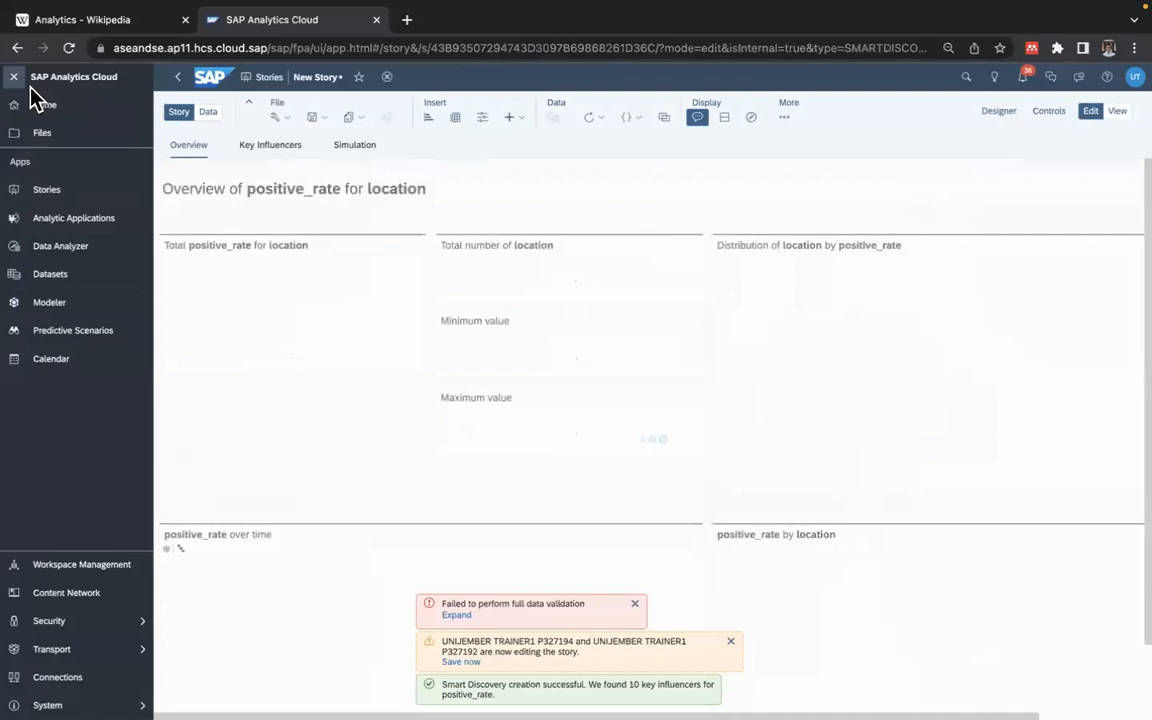 Analytics - Wikipedia
SAP Analytics Cloud
aseandse.ap11.hcs.cloud.sap/sap/fpa/ui/app.html#/story&/s/43B93507294743D3097B69868261D36C/?mode=edit&isInternal=true&type=SMARTDISCO...
SAP Analytics Cloud
SAP
Stories
New Story•
36
UT
Files
Apps
Stories
Analytic Applications
Data Analyzer
Datasets
Modeler
Predictive Scenarios
Calendar
Workspace Management
Content Network
Security
Transport
Connections
System
Story
Data
File
Insert
Data
Display
More
Designer
Controls
Edit
View
Overview
Key Influencers
Simulation
Overview of positive_rate for location
Total positive_rate for location
Total number of location
Distribution of location by positive_rate
Minimum value
Maximum value
positive_rate over time
positive_rate by location
Failed to perform full data validation
Expand
UNIJEMBER TRAINER1 P327194 and UNIJEMBER TRAINER1
P327192 are now editing the story.
Save now
Smart Discovery creation successful. We found 10 key influencers for
positive_rate.